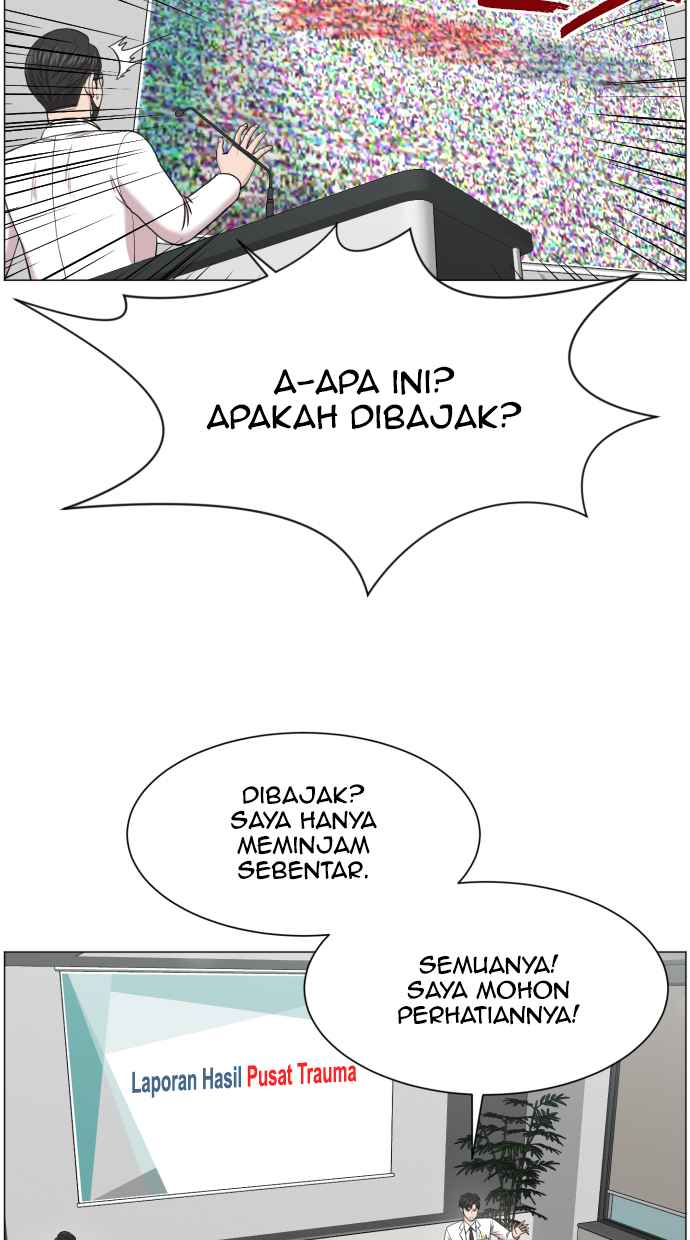 A-APA INI?
APAKAH DIBAJAK?
DIBAJAK?
SAYA HANYA
MEMINJAM
SEBENTAR.
SEMUANYA!
SAYA MOHON
PERHATIANNYA!
Laporan Hasil Pusat Trauma